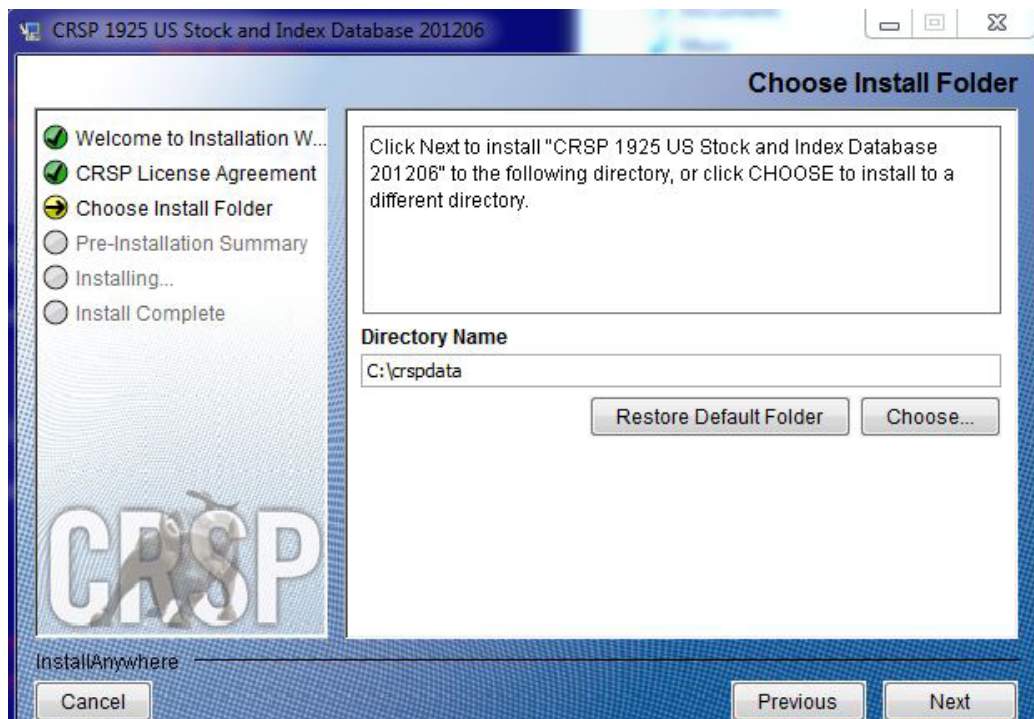 CRSP 1925 US Stock and Index Database 201206
Choose Install Folder
Welcome to Installation W...
CRSP License Agreement
Choose Install Folder
Pre-Installation Summary
Installing...
Install Complete
CRSP
Click Next to install "CRSP 1925 US Stock and Index Database
201206" to the following directory, or click CHOOSE to install to a
different directory.
Directory Name
C:\crspdata
Restore Default Folder
Choose...
InstallAnywhere
Cancel
Previous
Next